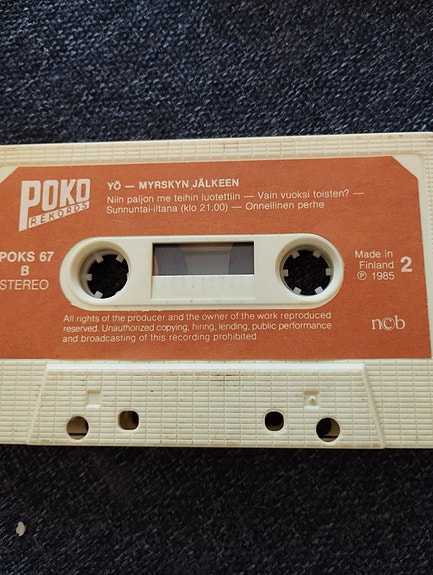 POKO
REKORDS
YÖ — MYRSKYN JÄLKEEN
Niin paljon me teihin luotettiin — Vain vuoksi toisten? —
Sunnuntai-iltana (klo 21.00) — Onnellinen perhe
POKS 67
B
STEREO
Made in
Finland
Ⓟ 1985
2
All rights of the producer and the owner of the work reproduced
reserved. Unauthorized copying, hiring, lending, public performance
and broadcasting of this recording prohibited.
ncb